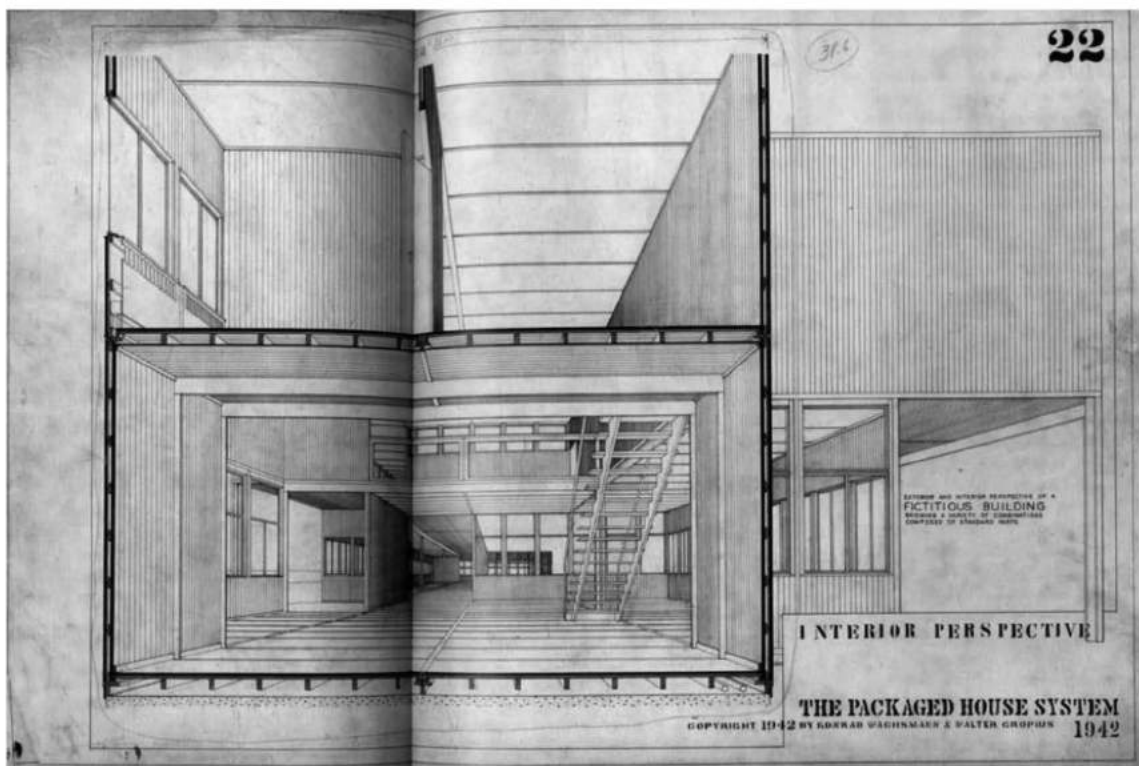 22
31.6
EXTERIOR AND INTERIOR PERSPECTIVE OF A
FICTITIOUS BUILDING
SHOWING A VARIETY OF COMBINATIONS
COMPOSED OF STANDARD PARTS
INTERIOR PERSPECTIVE
THE PACKAGED HOUSE SYSTEM
COPYRIGHT 1942 BY KONRAD WACHSMANN & WALTER GROPIUS 1942